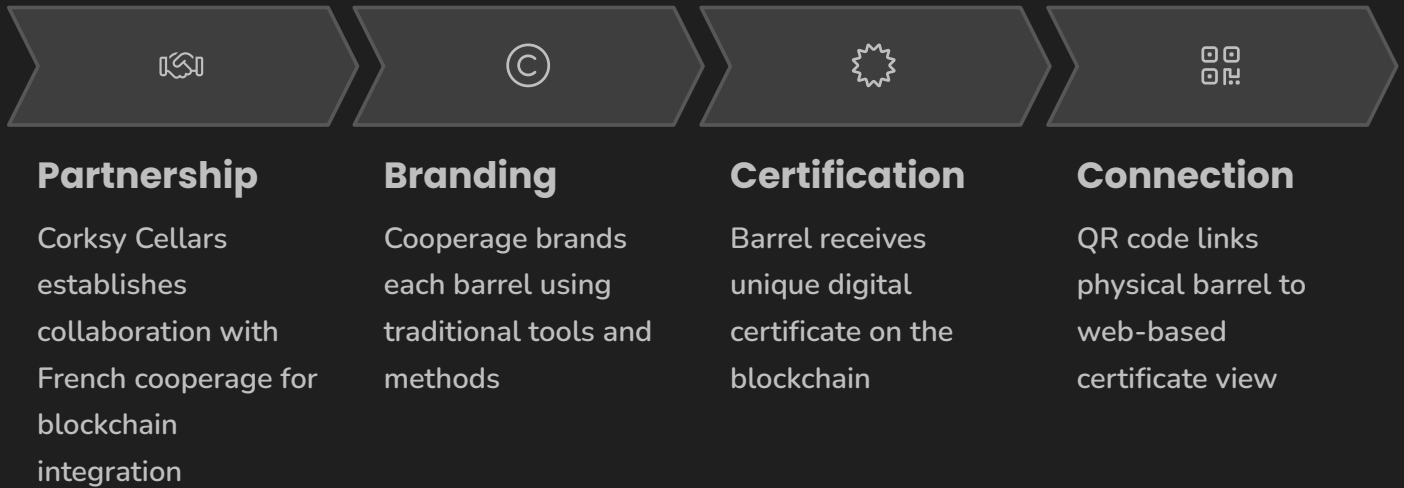 Partnership
Corksy Cellars
establishes
collaboration with
French cooperage for
blockchain
integration
Branding
Cooperage brands
each barrel using
traditional tools and
methods
Certification
Barrel receives
unique digital
certificate on the
blockchain
Connection
QR code links
physical barrel to
web-based
certificate view